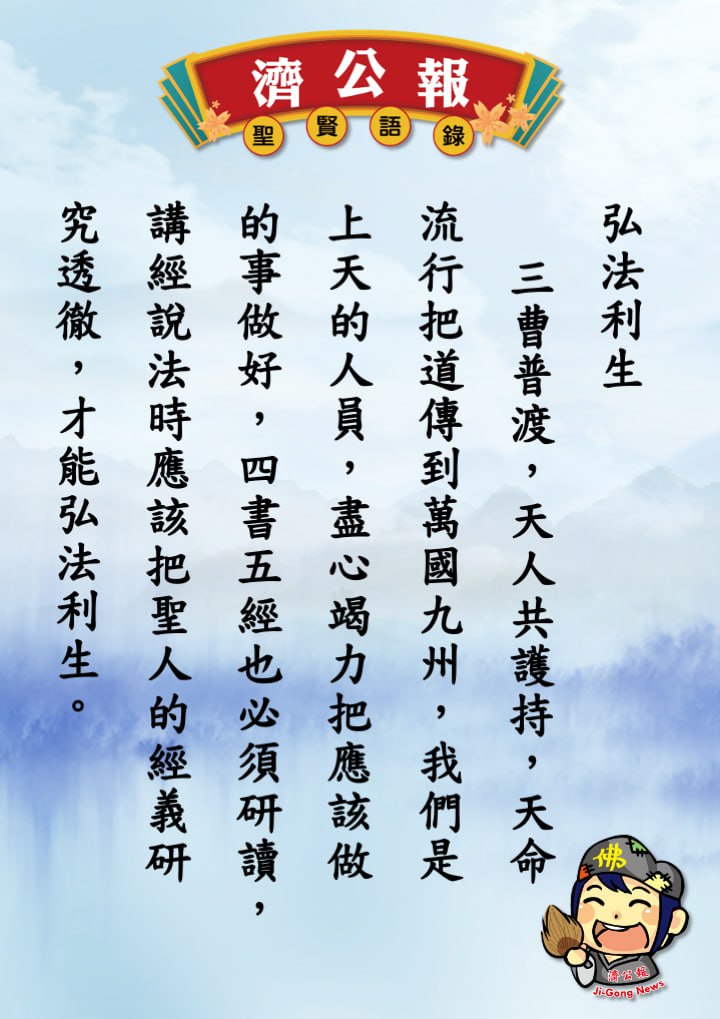 濟公報
聖賢語錄
弘法利生
三曹普渡，天人共護持，天命
流行把道傳到萬國九州，我們是
上天的人員，盡心竭力把應該做
的事做好，四書五經也必須研讀，
講經說法時應該把聖人的經義研
究透徹，才能弘法利生。
佛
濟公報
Ji-Gong News